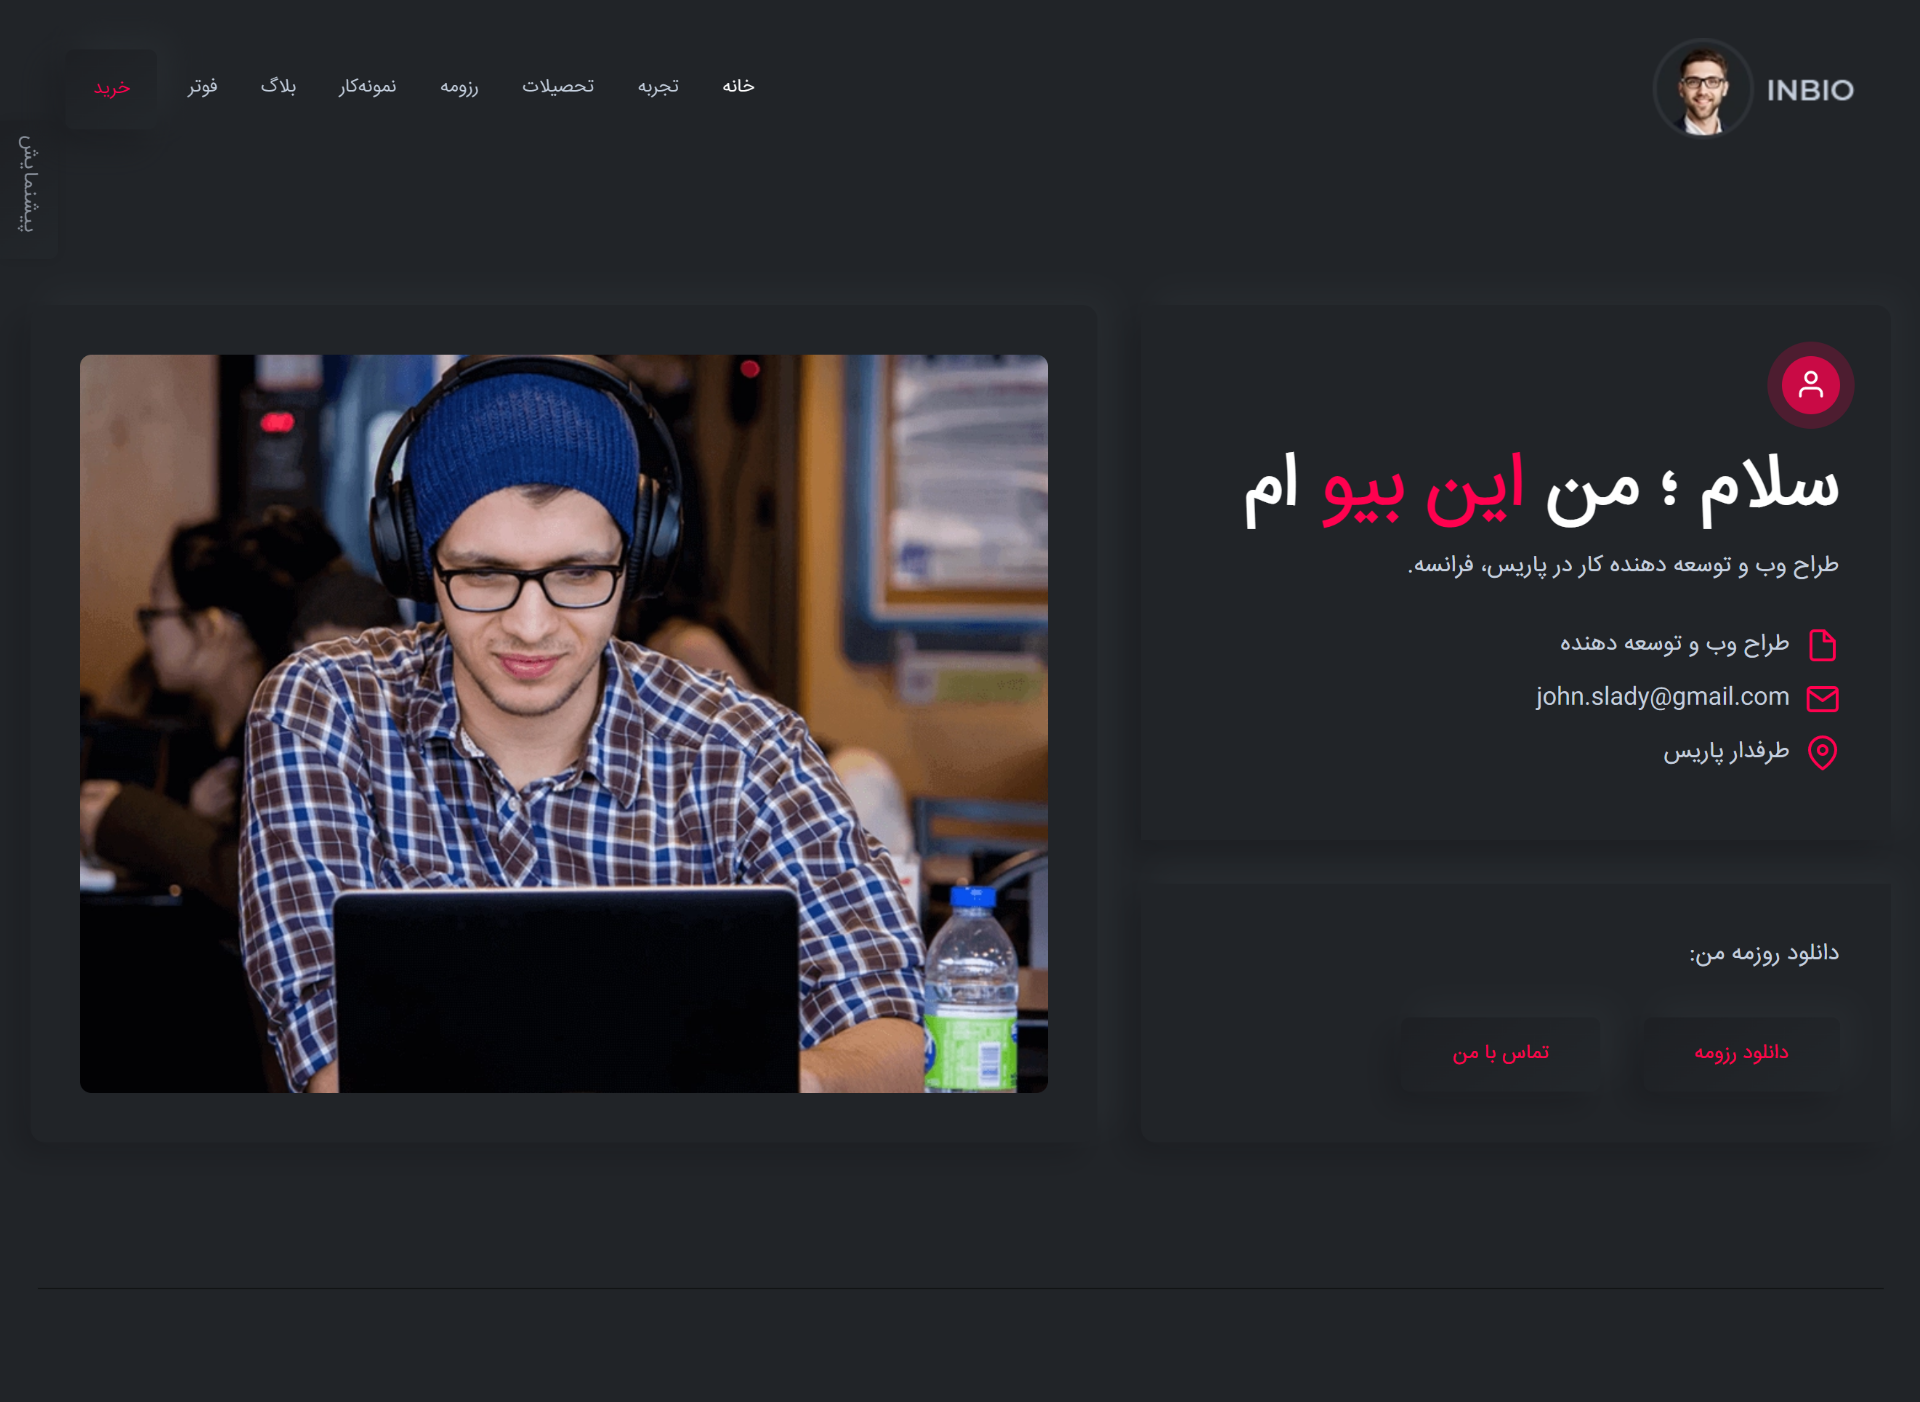 INBIO
خانه
تجربه
تحصیلات
رزومه
نمونه‌کار
بلاگ
فوتر
خرید
پیشنمایش
سلام ؛ من این بیو ام
طراح وب و توسعه دهنده کار در پاریس، فرانسه.
طراح وب و توسعه دهنده
john.slady@gmail.com
طرفدار پاریس
دانلود روزمه من:
دانلود رزومه
تماس با من